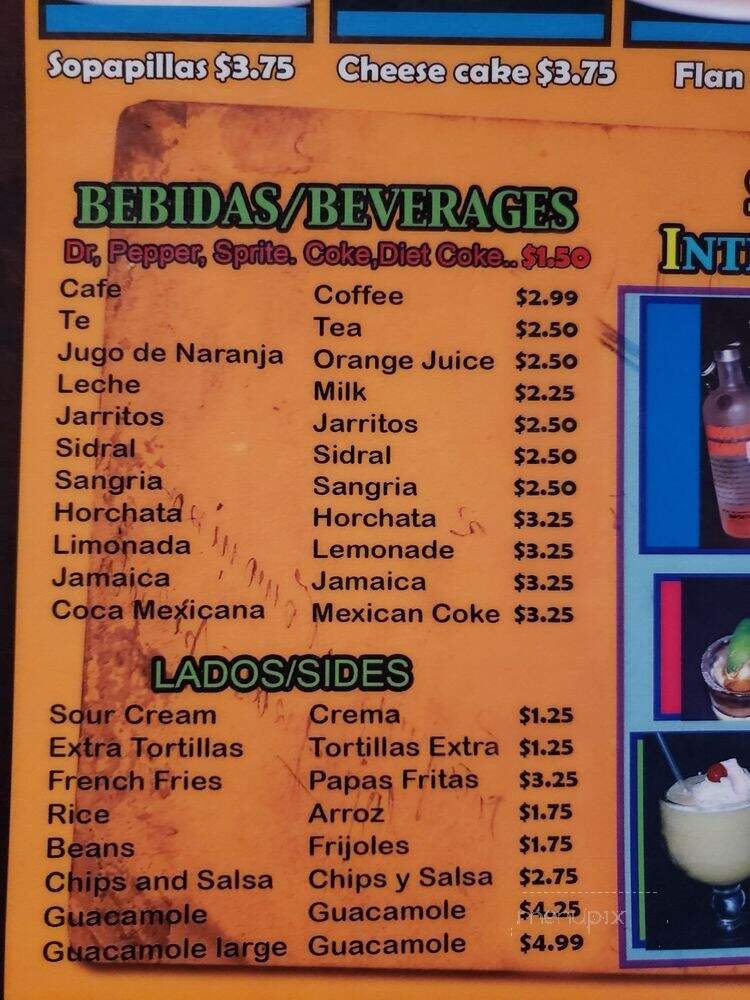 Sopapillas $3.75 Cheese cake $3.75 Flan
BEBIDAS/BEVERAGES
Dr, Pepper, Sprite. Coke,Diet Coke.. $1.50
Cafe Coffee $2.99
Te Tea $2.50
Jugo de Naranja Orange Juice $2.50
Leche Milk $2.25
Jarritos Jarritos $2.50
Sidral Sidral $2.50
Sangria Sangria $2.50
Horchata Horchata $3.25
Limonada Lemonade $3.25
Jamaica Jamaica $3.25
Coca Mexicana Mexican Coke $3.25
LADOS/SIDES
Sour Cream Crema $1.25
Extra Tortillas Tortillas Extra $1.25
French Fries Papas Fritas $3.25
Rice Arroz $1.75
Beans Frijoles $1.75
Chips and Salsa Chips y Salsa $2.75
Guacamole Guacamole $4.25
Guacamole large Guacamole $4.99
menupix